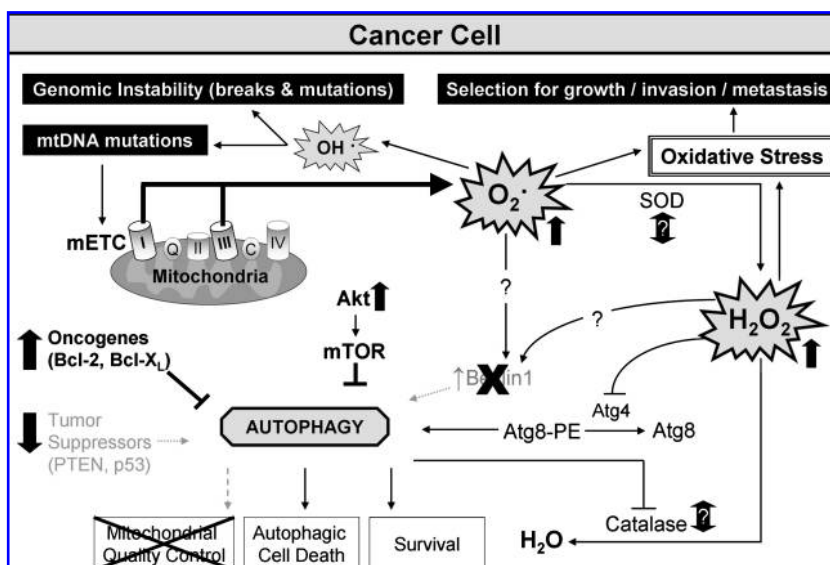 Cancer Cell
Genomic Instability (breaks & mutations)
Selection for growth / invasion / metastasis
mtDNA mutations
OH·
Oxidative Stress
O₂·
SOD
?
mETC
I
Q
II
III
C
IV
Mitochondria
?
Akt
H₂O₂
?
Oncogenes
(Bcl-2, Bcl-X_L)
mTOR
↑Beclin1
Atg4
Tumor
Suppressors
(PTEN, p53)
AUTOPHAGY
Atg8-PE
Atg8
Mitochondrial
Quality Control
Autophagic
Cell Death
Survival
Catalase
?
H₂O